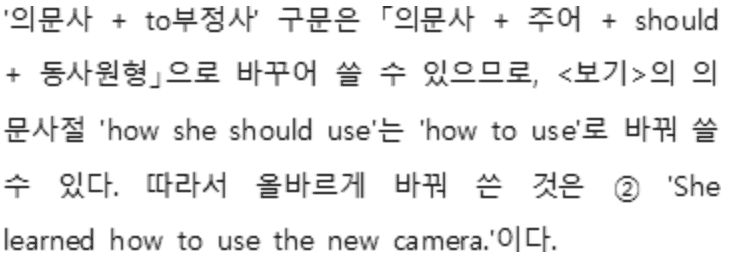 '의문사 + to부정사' 구문은 「의문사 + 주어 + should
+ 동사원형」으로 바꾸어 쓸 수 있으므로, <보기>의 의
문사절 'how she should use'는 'how to use'로 바꿔 쓸
수 있다. 따라서 올바르게 바꿔 쓴 것은 ② 'She
learned how to use the new camera.'이다.